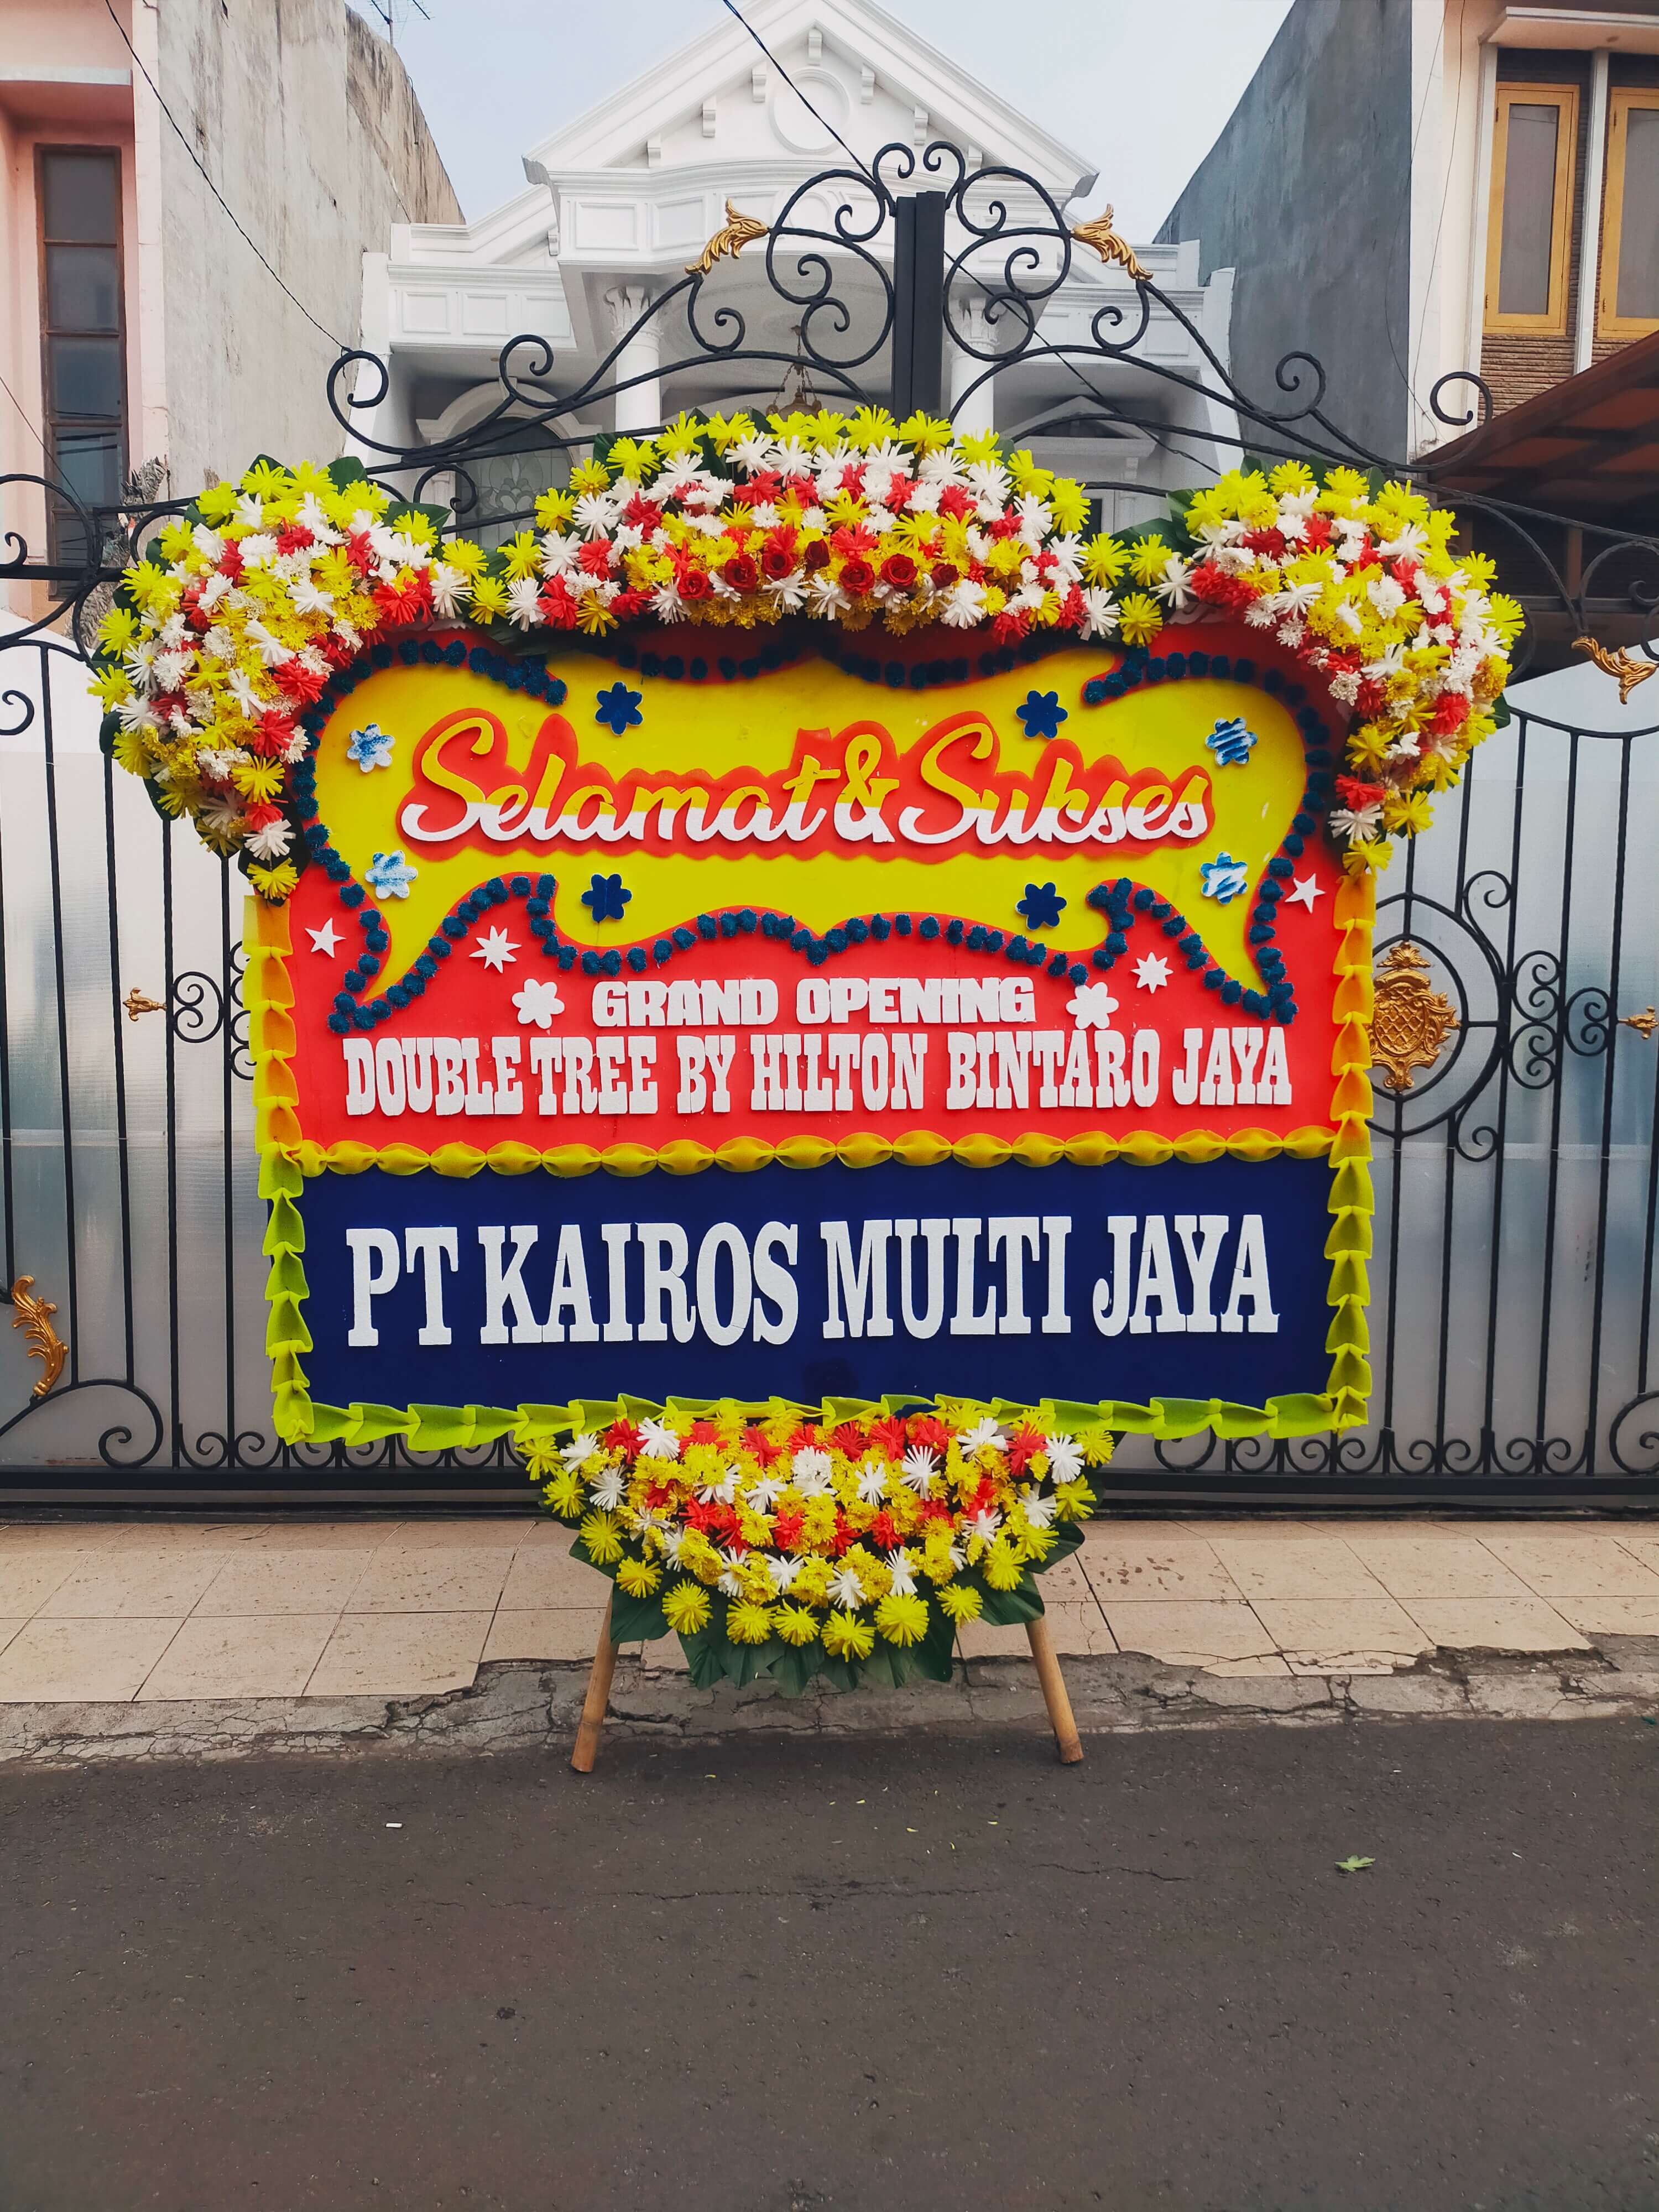 Selamat & Sukses
GRAND OPENING
DOUBLE TREE BY HILTON BINTARO JAYA
PT KAIROS MULTI JAYA